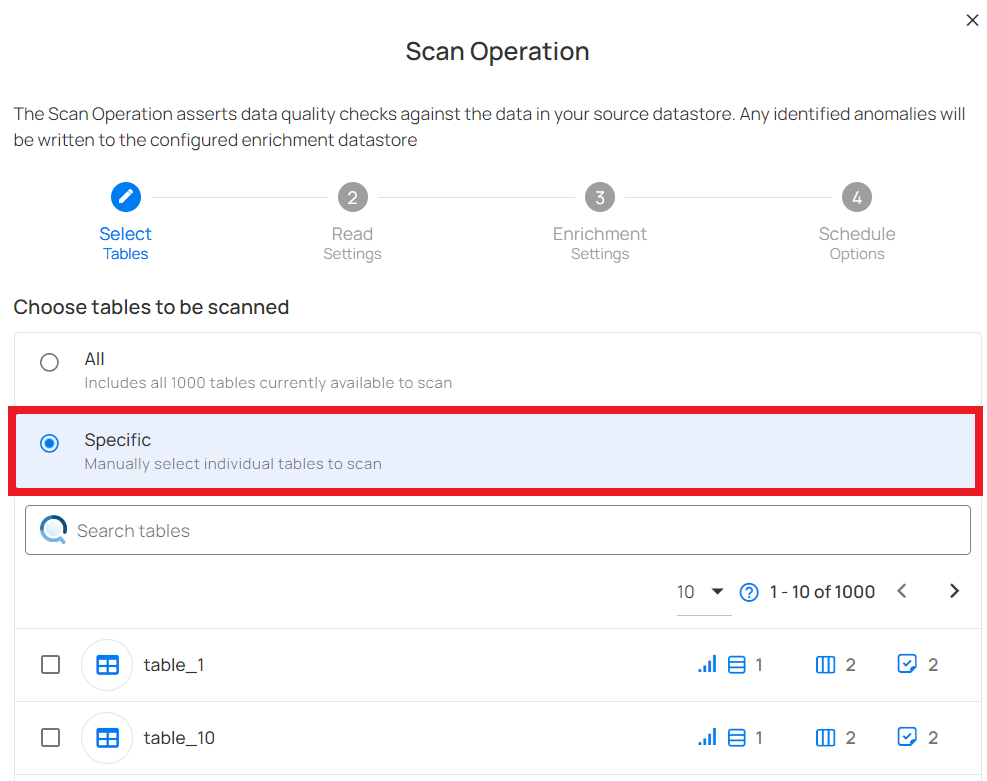 Scan Operation
The Scan Operation asserts data quality checks against the data in your source datastore. Any identified anomalies will
be written to the configured enrichment datastore
2 3 4
Select Read Enrichment Schedule
Tables Settings Settings Options
Choose tables to be scanned
All
Includes all 1000 tables currently available to scan
Specific
Manually select individual tables to scan
Search tables
10 ? 1 - 10 of 1000
table_1 1 2 2
table_10 1 2 2